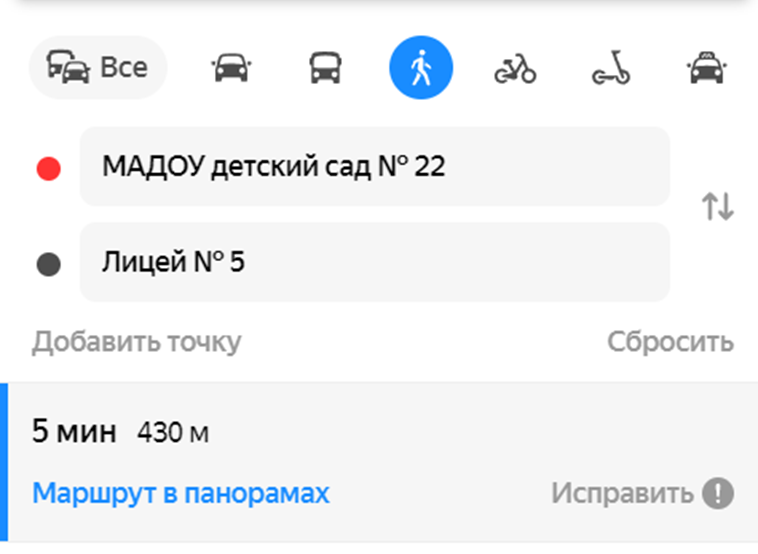 Все
МАДОУ детский сад № 22
Лицей № 5
Добавить точку
Сбросить
5 мин 430 м
Маршрут в панорамах
Исправить